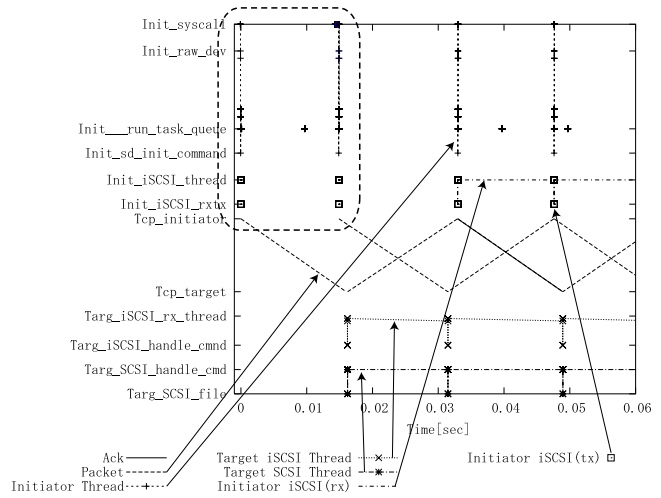 Init_syscall
Init_raw_dev
Init___run_task_queue
Init_sd_init_command
Init_iSCSI_thread
Init_iSCSI_rxtx
Tcp_initiator
Tcp_target
Targ_iSCSI_rx_thread
Targ_iSCSI_handle_cmnd
Targ_SCSI_handle_cmd
Targ_SCSI_file
0 0.01 0.02 0.03 0.04 0.05 0.06
Time[sec]
Ack Target iSCSI Thread Initiator iSCSI(tx)
Packet Target SCSI Thread
Initiator Thread Initiator iSCSI(rx)